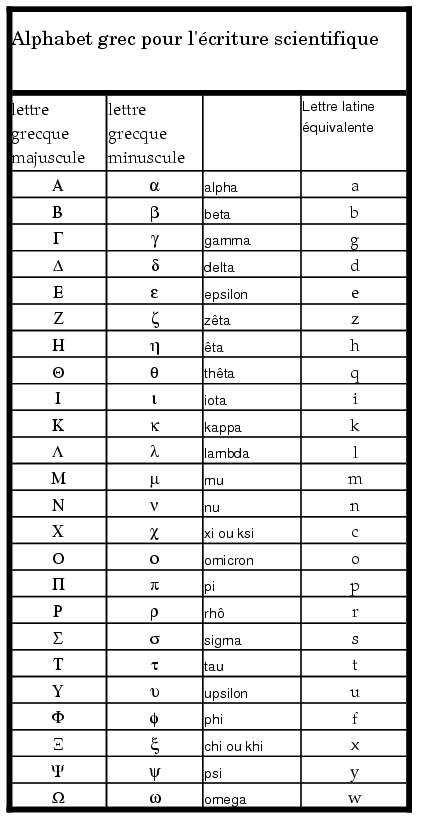 Alphabet grec pour l'écriture scientifique
lettre grecque majuscule lettre grecque minuscule Lettre latine équivalente
Α α alpha a
Β β beta b
Γ γ gamma g
Δ δ delta d
Ε ε epsilon e
Ζ ζ zêta z
Η η êta h
Θ θ thêta q
Ι ι iota i
Κ κ kappa k
Λ λ lambda l
Μ μ mu m
Ν ν nu n
Χ χ xi ou ksi c
Ο ο omicron o
Π π pi p
Ρ ρ rhô r
Σ σ sigma s
Τ τ tau t
Υ υ upsilon u
Φ ϕ phi f
Ξ ξ chi ou khi x
Ψ ψ psi y
Ω ω omega w